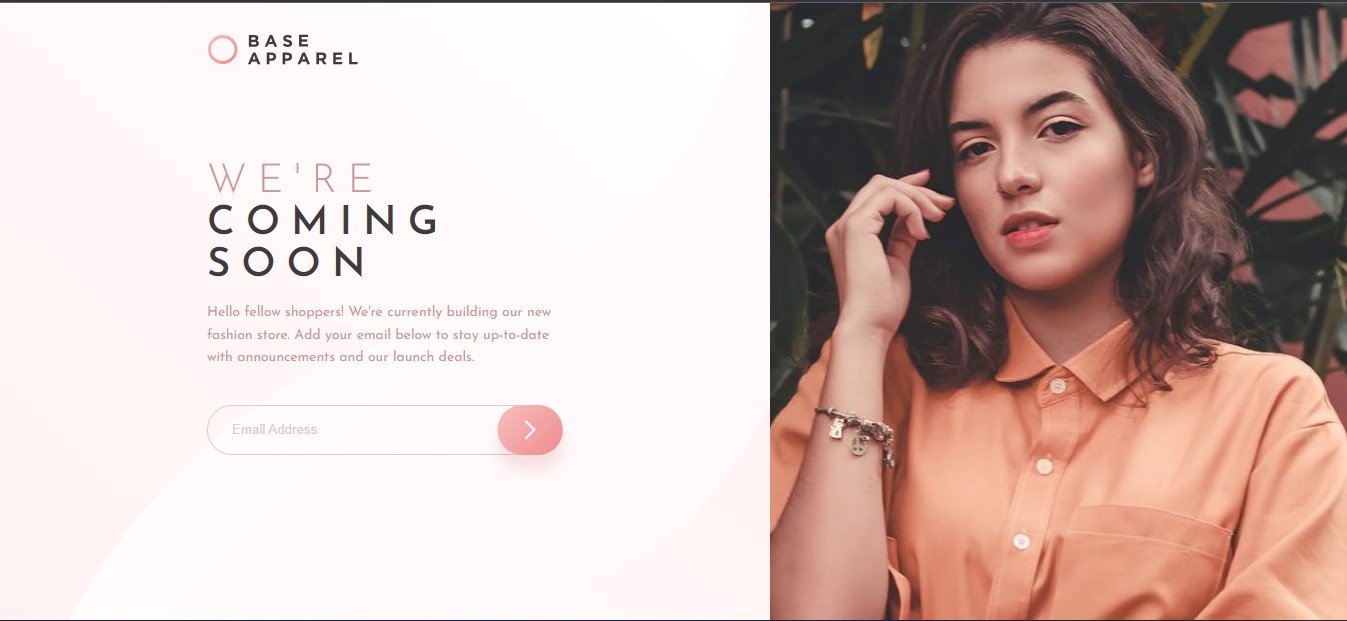 BASE
APPAREL
WE'RE
COMING
SOON
Hello fellow shoppers! We're currently building our new
fashion store. Add your email below to stay up-to-date
with announcements and our launch deals.
Email Address